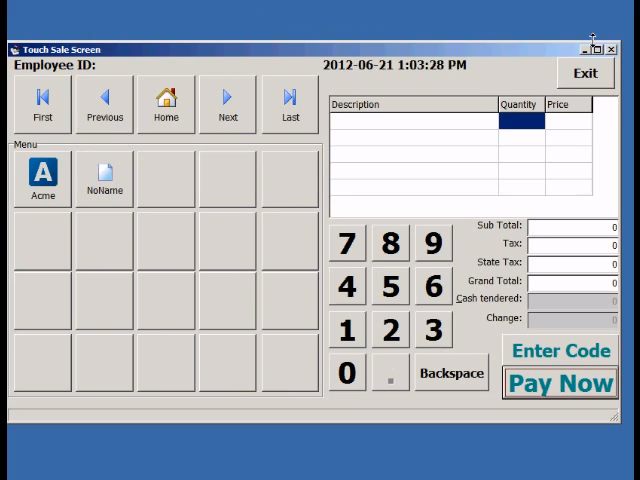 Touch Sale Screen
Employee ID:
2012-06-21 1:03:28 PM
Exit
First
Previous
Home
Next
Last
Description
Quantity
Price
Menu
A
Acme
NoName
Sub Total:
0
Tax:
0
State Tax:
0
Grand Total:
0
Cash tendered:
0
Change:
0
7
8
9
4
5
6
1
2
3
0
.
Backspace
Enter Code
Pay Now